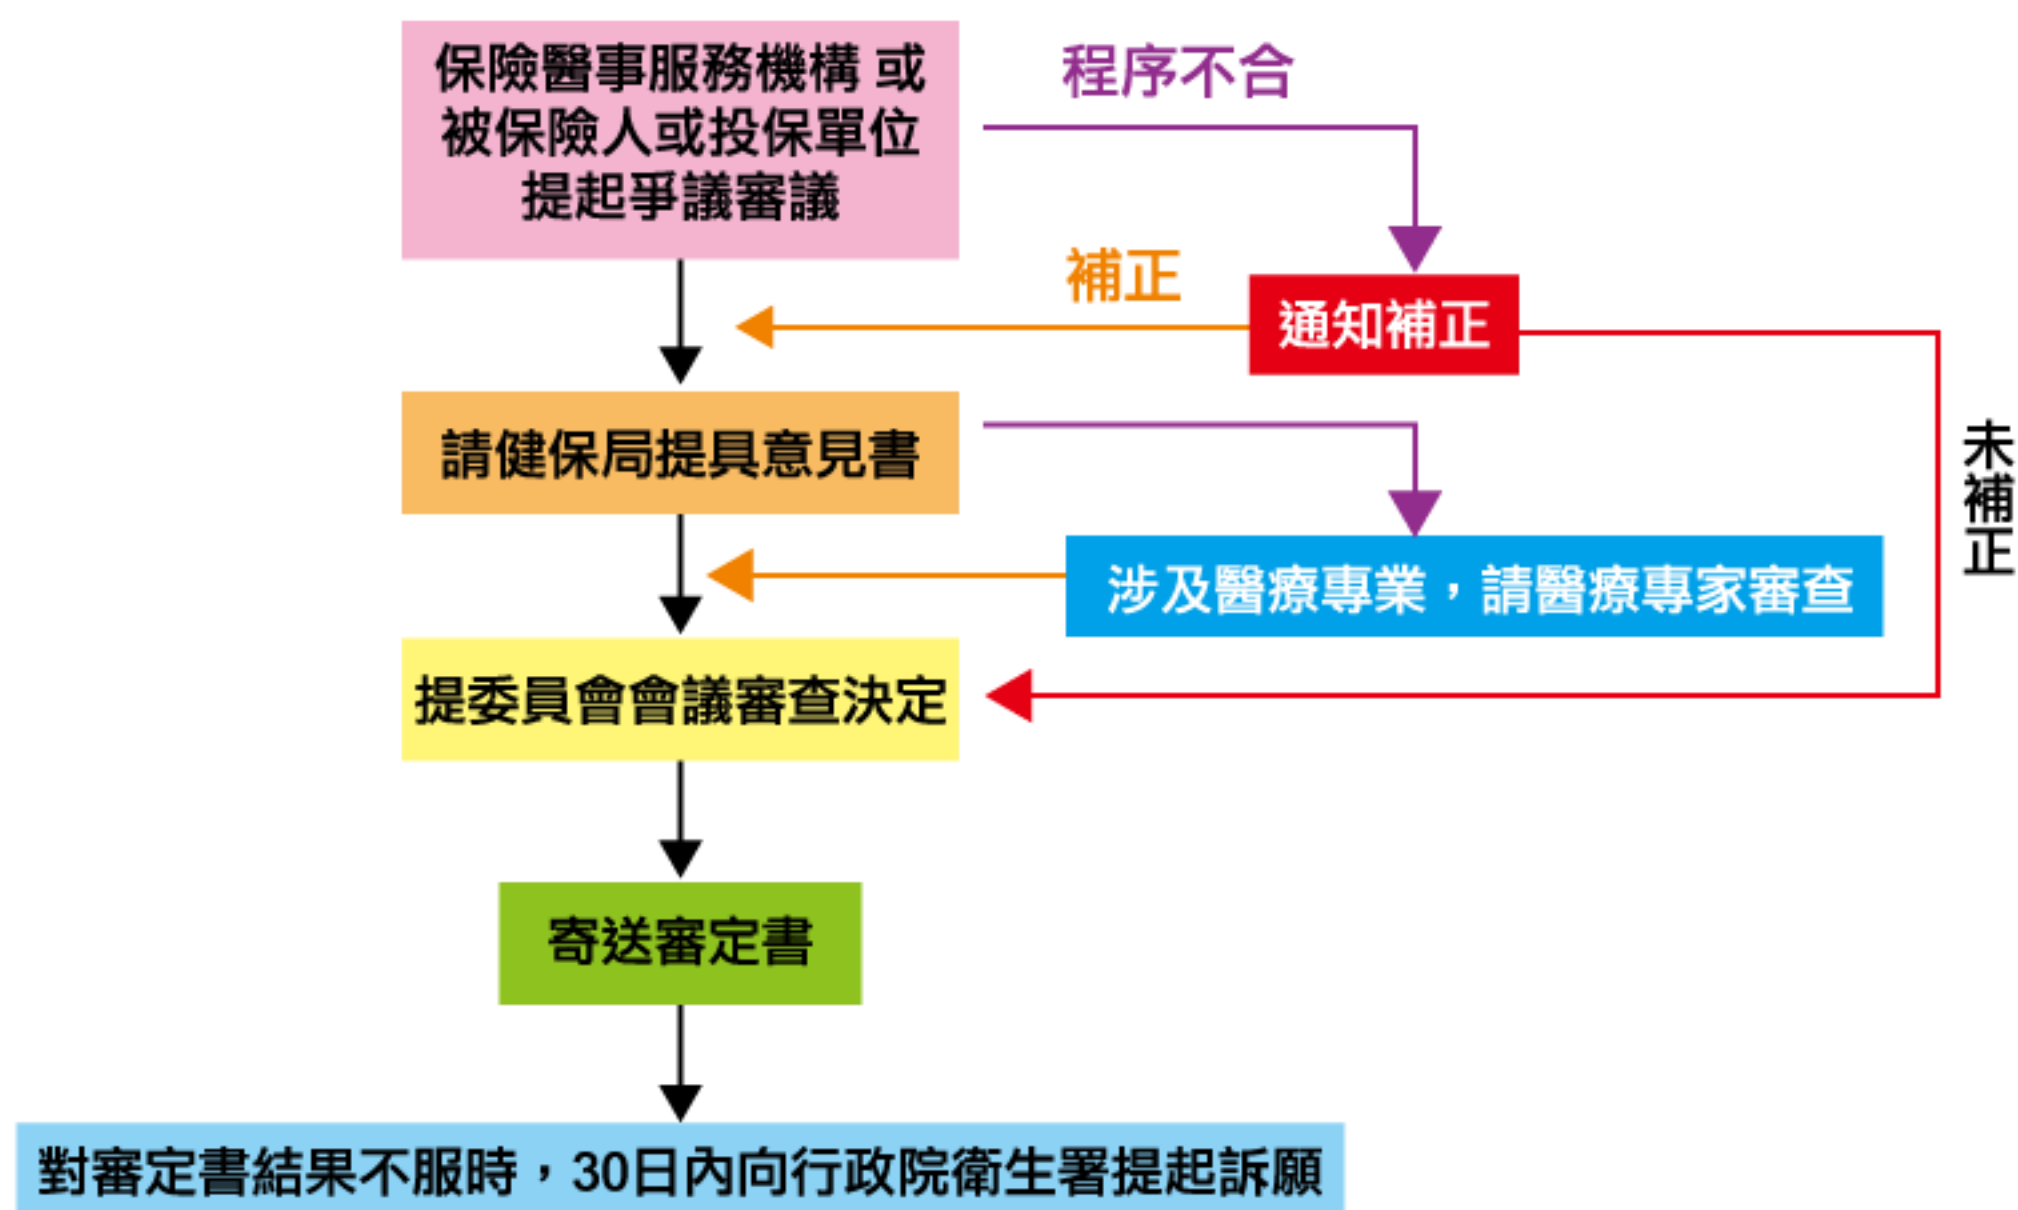 保險醫事服務機構 或
被保險人或投保單位
提起爭議審議
程序不合
補正
通知補正
請健保局提具意見書
未補正
涉及醫療專業，請醫療專家審查
提委員會會議審查決定
寄送審定書
對審定書結果不服時，30日內向行政院衛生署提起訴願